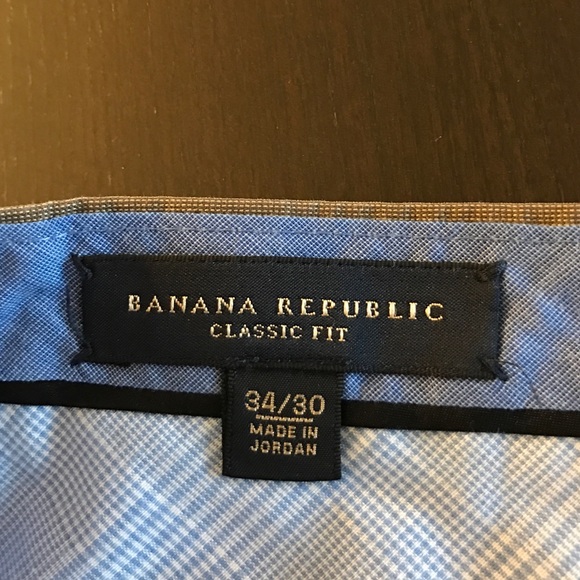 BANANA REPUBLIC
CLASSIC FIT
34/30
MADE IN
JORDAN